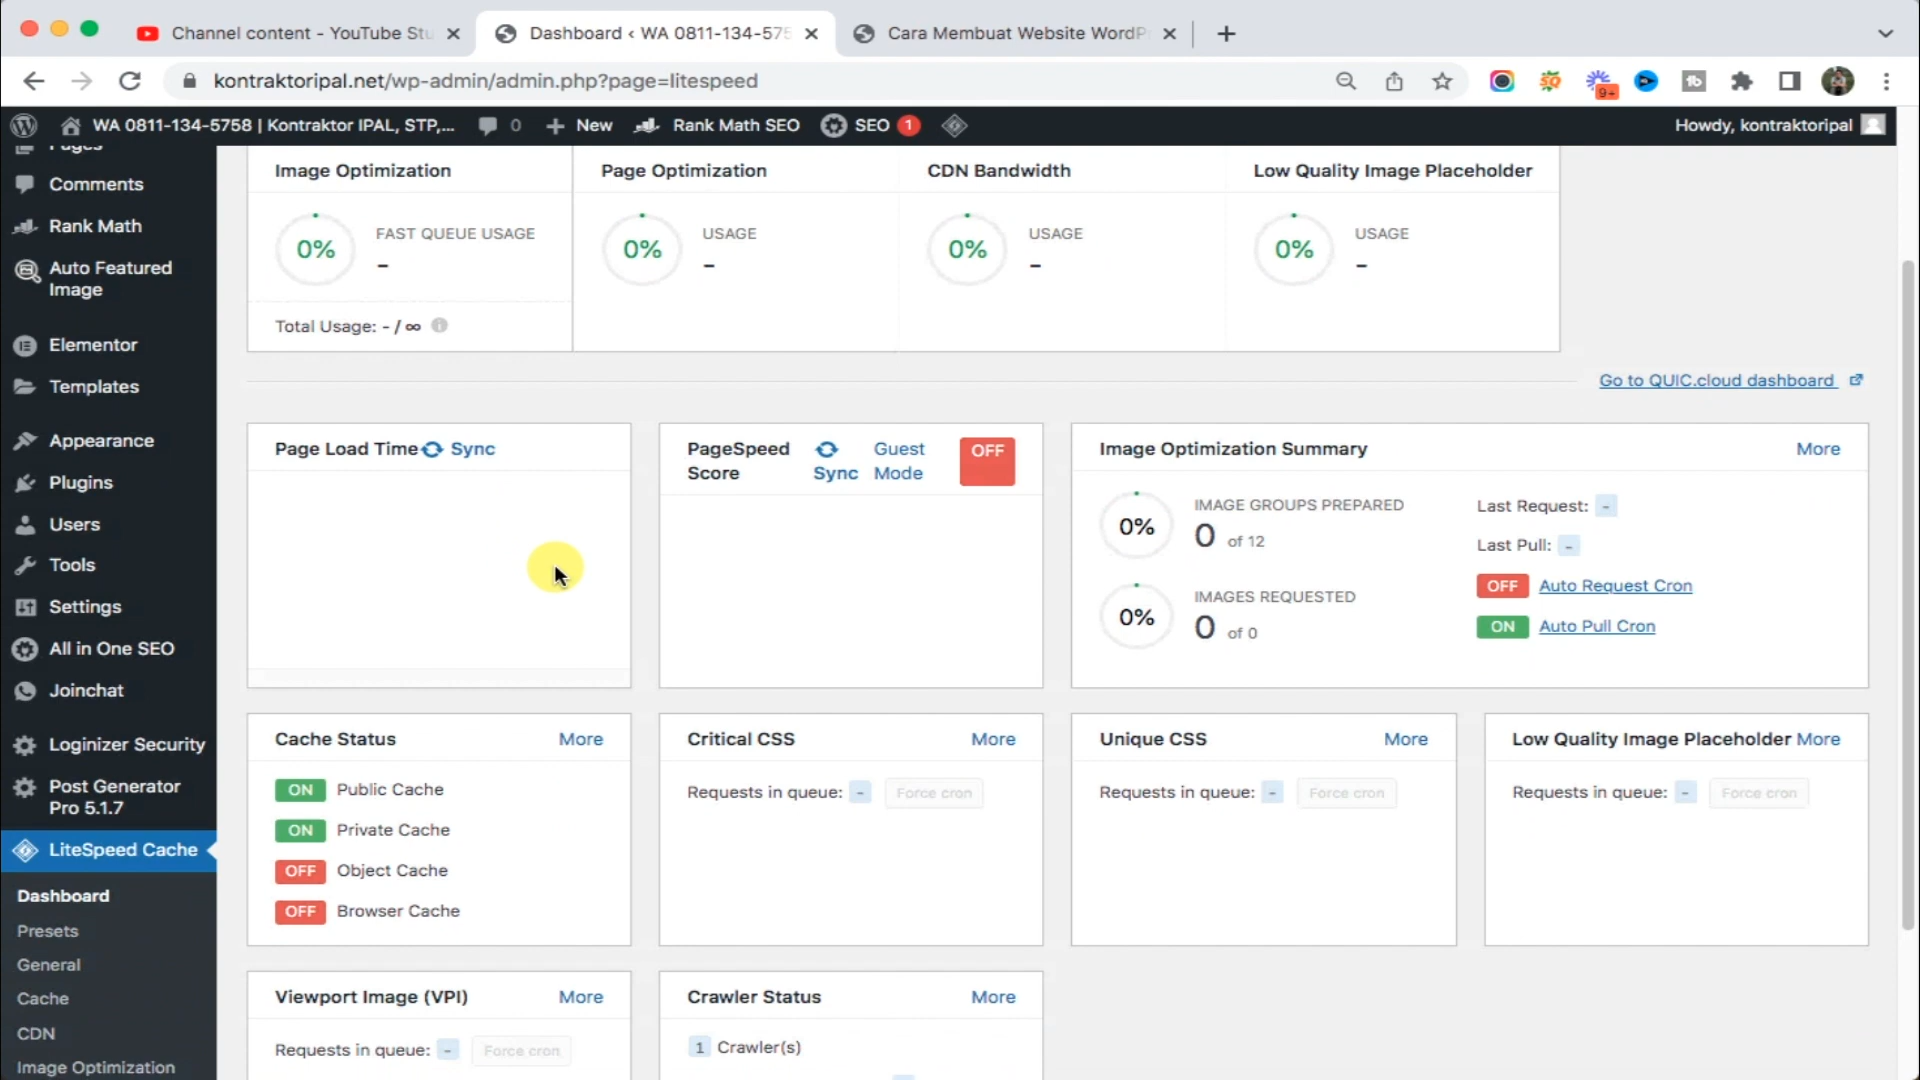 Channel content - YouTube Stu
Dashboard ‹ WA 0811-134-575
Cara Membuat Website WordP
kontraktoripal.net/wp-admin/admin.php?page=litespeed
9+
WA 0811-134-5758 | Kontraktor IPAL, STP,...
0
New
Rank Math SEO
SEO
1
Howdy, kontraktoripal
Pages
Comments
Rank Math
Auto Featured
Image
Elementor
Templates
Appearance
Plugins
Users
Tools
Settings
All in One SEO
Joinchat
Loginizer Security
Post Generator
Pro 5.1.7
LiteSpeed Cache
Dashboard
Presets
General
Cache
CDN
Image Optimization
Image Optimization
0%
FAST QUEUE USAGE
-
Total Usage: - / ∞
Page Optimization
0%
USAGE
-
CDN Bandwidth
0%
USAGE
-
Low Quality Image Placeholder
0%
USAGE
-
Go to QUIC.cloud dashboard
Page Load Time
Sync
PageSpeed
Score
Sync
Guest
Mode
OFF
Image Optimization Summary
More
0%
IMAGE GROUPS PREPARED
0 of 12
0%
IMAGES REQUESTED
0 of 0
Last Request: -
Last Pull: -
OFF Auto Request Cron
ON Auto Pull Cron
Cache Status
More
ON Public Cache
ON Private Cache
OFF Object Cache
OFF Browser Cache
Critical CSS
More
Requests in queue: - Force cron
Unique CSS
More
Requests in queue: - Force cron
Low Quality Image Placeholder
More
Requests in queue: - Force cron
Viewport Image (VPI)
More
Requests in queue: - Force cron
Crawler Status
More
1 Crawler(s)